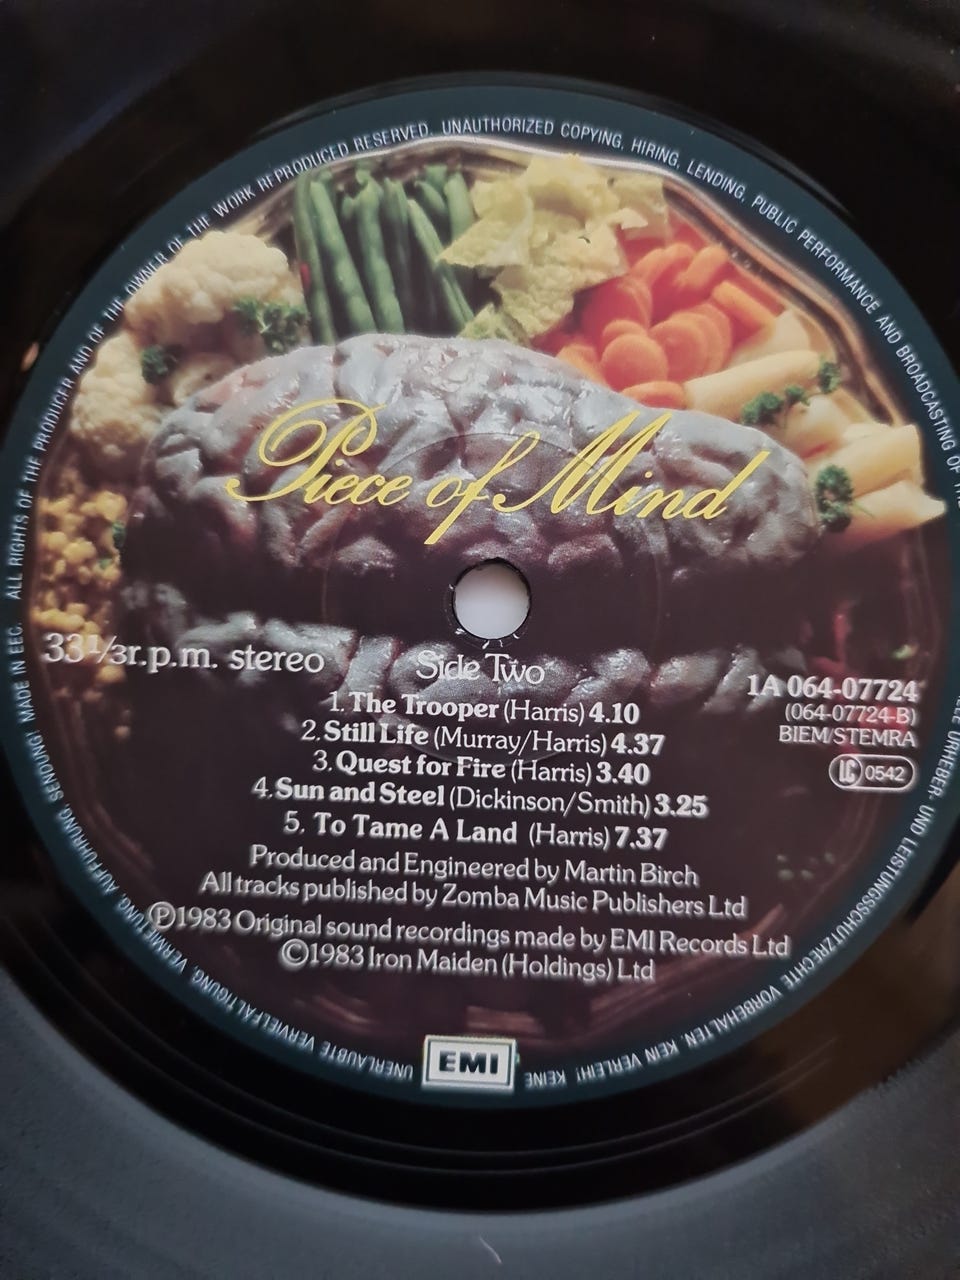 ALL RIGHTS OF THE PRODUCER AND OF THE OWNER OF THE WORK REPRODUCED RESERVED. UNAUTHORIZED COPYING, HIRING, LENDING, PUBLIC PERFORMANCE AND BROADCASTING OF THE
Piece of Mind
33⅓r.p.m. stereo
Side Two
1A 064-07724
(064-07724-B)
BIEM/STEMRA
LC 0542
1. The Trooper (Harris) 4.10
2. Still Life (Murray/Harris) 4.37
3. Quest for Fire (Harris) 3.40
4. Sun and Steel (Dickinson/Smith) 3.25
5. To Tame A Land (Harris) 7.37
Produced and Engineered by Martin Birch
All tracks published by Zomba Music Publishers Ltd
Ⓟ1983 Original sound recordings made by EMI Records Ltd
©1983 Iron Maiden (Holdings) Ltd
URHEBER- UND LEISTUNGSSCHUTZRECHTE VORBEHALTEN. KEIN VERLEIH! KEINE
EMI
UNERLAUBTE VERVIELFÄLTIGUNG, VERMIETUNG, AUFFÜHRUNG, SENDUNG! MADE IN EEC.